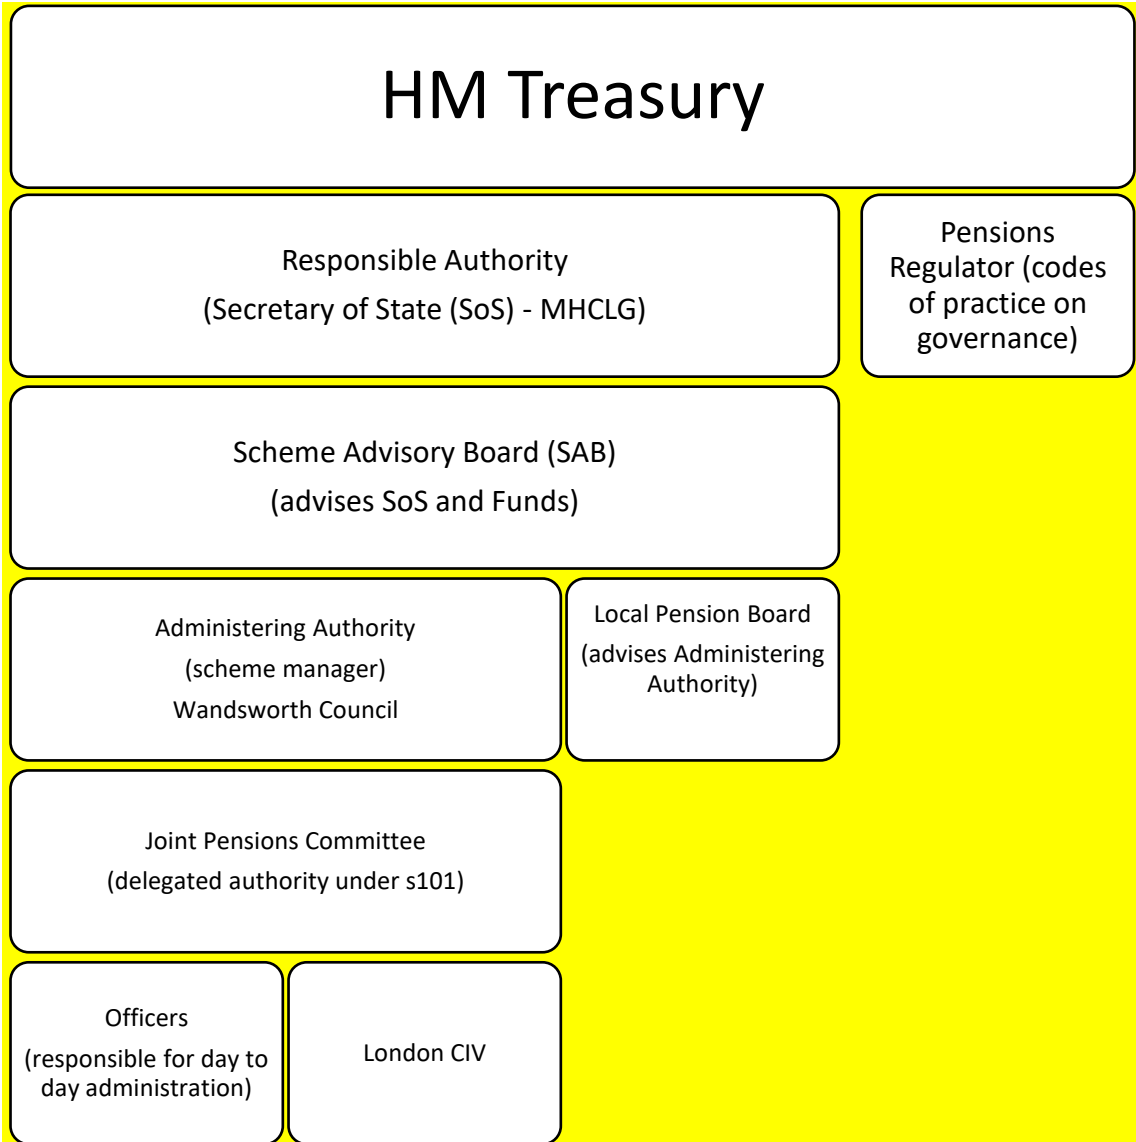 HM Treasury
Responsible Authority
(Secretary of State (SoS) - MHCLG)
Pensions
Regulator (codes
of practice on
governance)
Scheme Advisory Board (SAB)
(advises SoS and Funds)
Administering Authority
(scheme manager)
Wandsworth Council
Local Pension Board
(advises Administering
Authority)
Joint Pensions Committee
(delegated authority under s101)
Officers
(responsible for day to
day administration)
London CIV